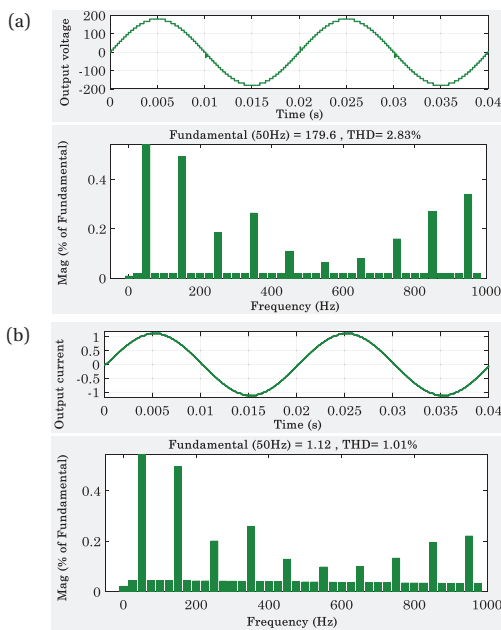 (a)
Output voltage
200
100
0
-100
-200
0 0.005 0.01 0.015 0.02 0.025 0.03 0.035 0.04
Time (s)
Fundamental (50Hz) = 179.6 , THD= 2.83%
Mag (% of Fundamental)
0.4
0.2
0
0 200 400 600 800 1000
Frequency (Hz)
(b)
Output current
1
0.5
0
-0.5
-1
0 0.005 0.01 0.015 0.02 0.025 0.03 0.035 0.04
Time (s)
Fundamental (50Hz) = 1.12 , THD= 1.01%
Mag (% of Fundamental)
0.4
0.2
0
0 200 400 600 800 1000
Frequency (Hz)